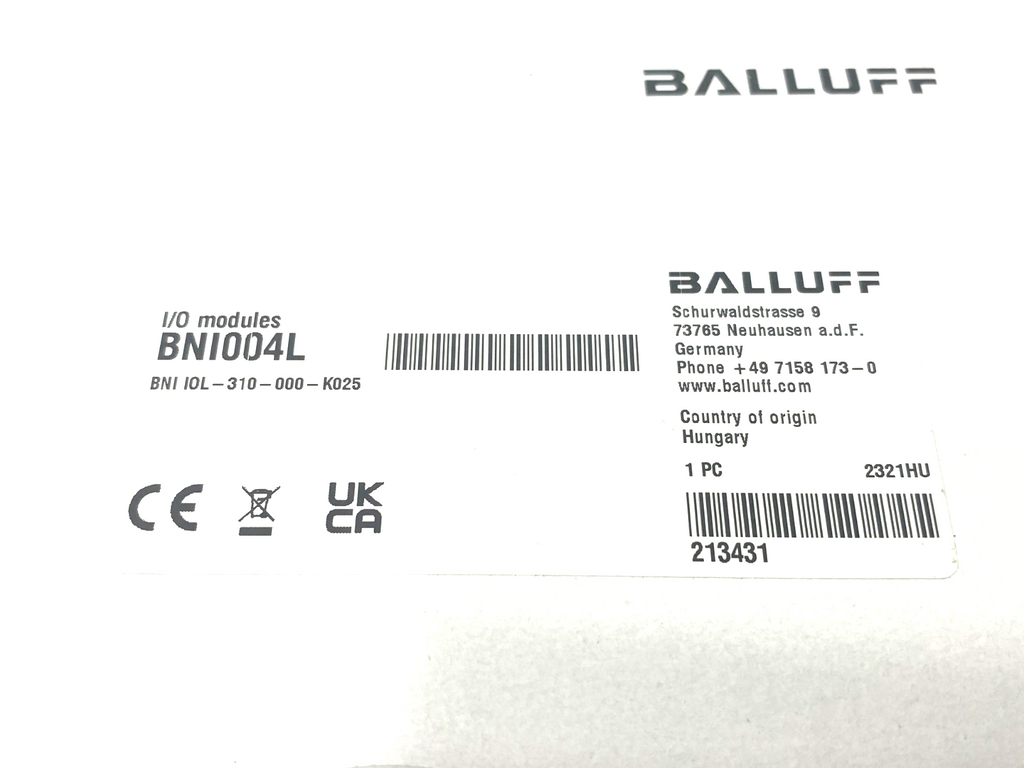 BALLUFF
I/O modules
BNI004L
BNI IOL-310-000-K025
BALLUFF
Schurwaldstrasse 9
73765 Neuhausen a.d.F.
Germany
Phone +49 7158 173-0
www.balluff.com
Country of origin
Hungary
1 PC 2321HU
213431
CE
UK
CA